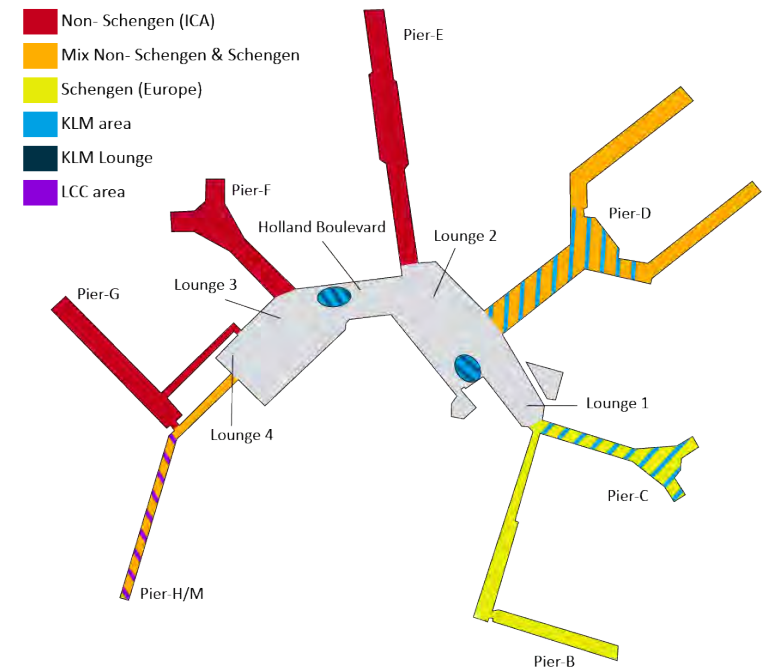 Non- Schengen (ICA)
Mix Non- Schengen & Schengen
Schengen (Europe)
KLM area
KLM Lounge
LCC area
Pier-E
Pier-F
Pier-D
Holland Boulevard
Lounge 2
Lounge 3
Pier-G
Lounge 1
Lounge 4
Pier-C
Pier-H/M
Pier-B